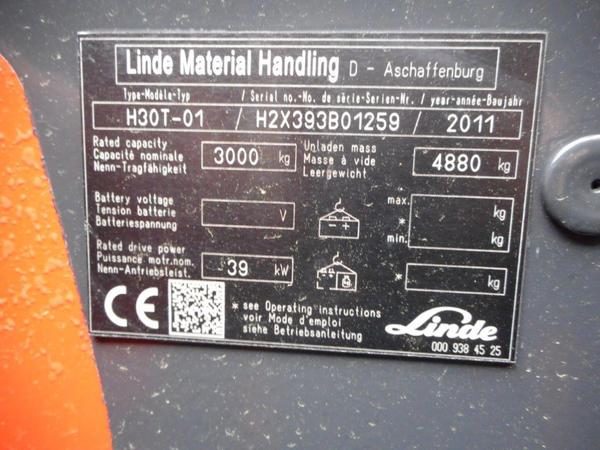 Linde Material Handling D - Aschaffenburg
Type-Modèle-Typ / Serial no.-No. de série-Serien-Nr. / year-année-Baujahr
H30T-01 / H2X393B01259 / 2011
Rated capacity
Capacité nominale
Nenn-Tragfähigkeit
3000 kg
Unladen mass
Masse à vide
Leergewicht
4880 kg
Battery voltage
Tension batterie
Batteriespannung
V
- +
max. kg
*
min. kg
Rated drive power
Puissance motr.nom.
Nenn-Antriebsleist.
39 kW
* kg
CE
* see Operating instructions
voir Mode d'emploi
siehe Betriebsanleitung
Linde
000 938 45 25